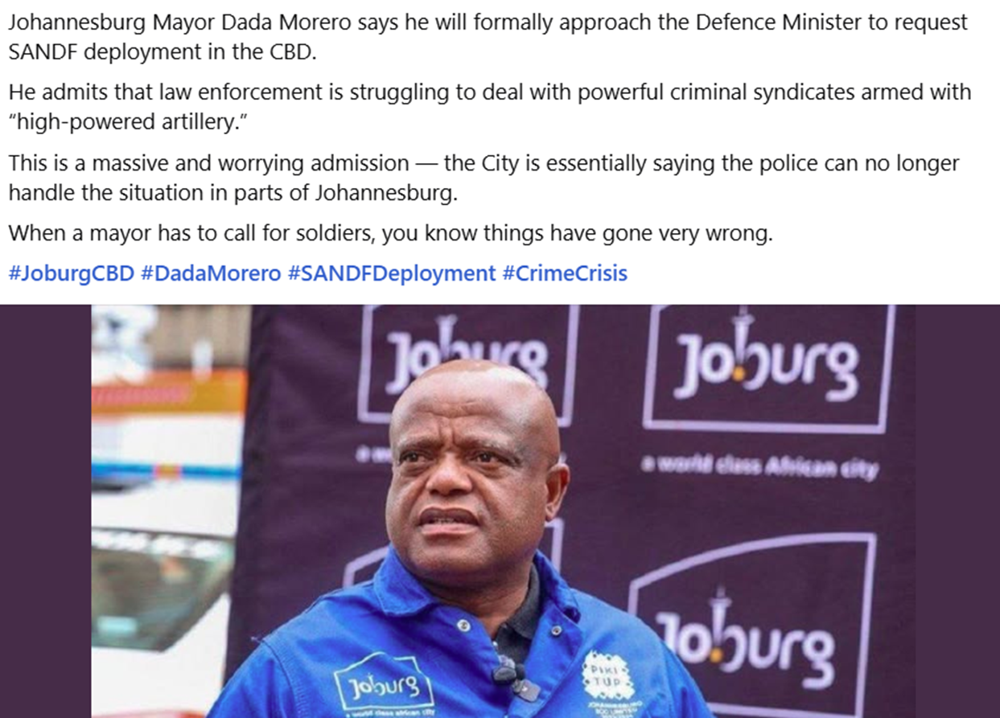 Johannesburg Mayor Dada Morero says he will formally approach the Defence Minister to request
SANDF deployment in the CBD.
He admits that law enforcement is struggling to deal with powerful criminal syndicates armed with
“high-powered artillery.”
This is a massive and worrying admission — the City is essentially saying the police can no longer
handle the situation in parts of Johannesburg.
When a mayor has to call for soldiers, you know things have gone very wrong.
#JoburgCBD #DadaMorero #SANDFDeployment #CrimeCrisis
Joburg
Joburg
a w
a world class African city
Joburg
Joburg
a world class african city
PIKI
TUP